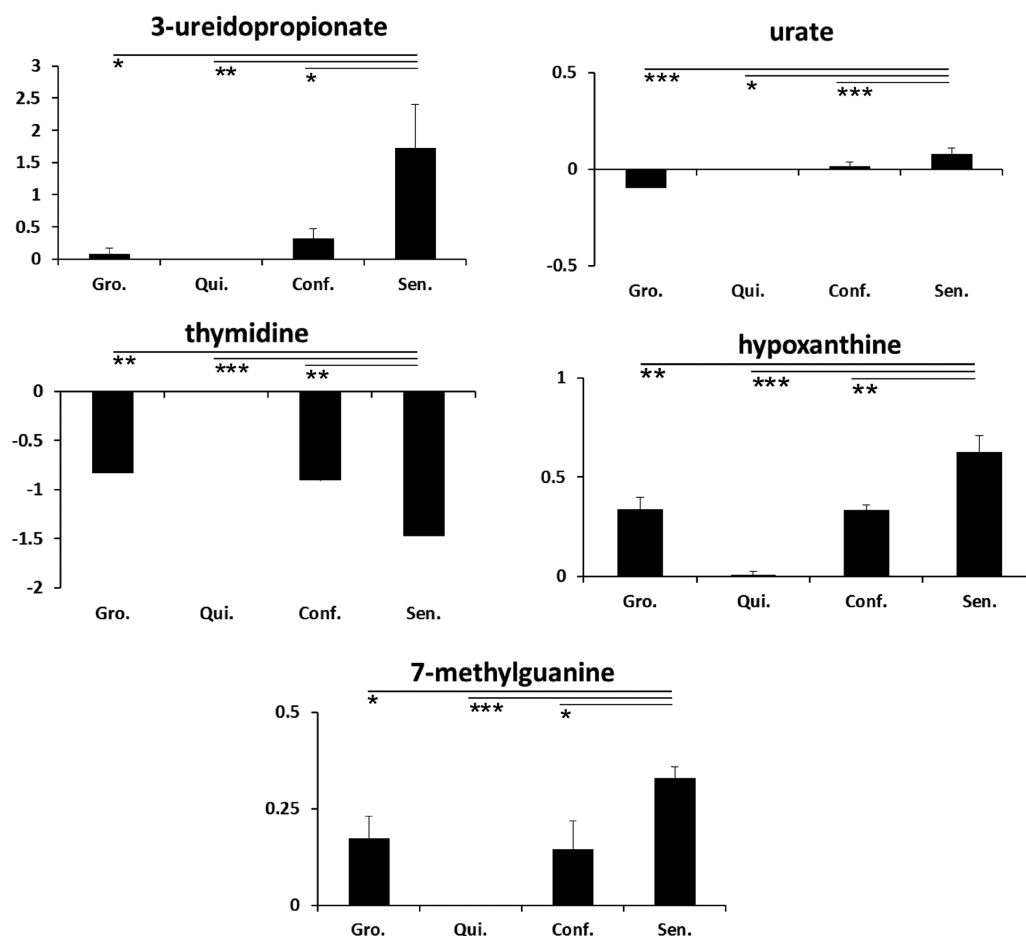 3-ureidopropionate
* ** *
3
2.5
2
1.5
1
0.5
0
Gro. Qui. Conf. Sen.
urate
*** * ***
0.5
0
-0.5
Gro. Qui. Conf. Sen.
thymidine
** *** **
0
-0.5
-1
-1.5
-2
Gro. Qui. Conf. Sen.
hypoxanthine
** *** **
1
0.5
0
Gro. Qui. Conf. Sen.
7-methylguanine
* *** *
0.5
0.25
0
Gro. Qui. Conf. Sen.